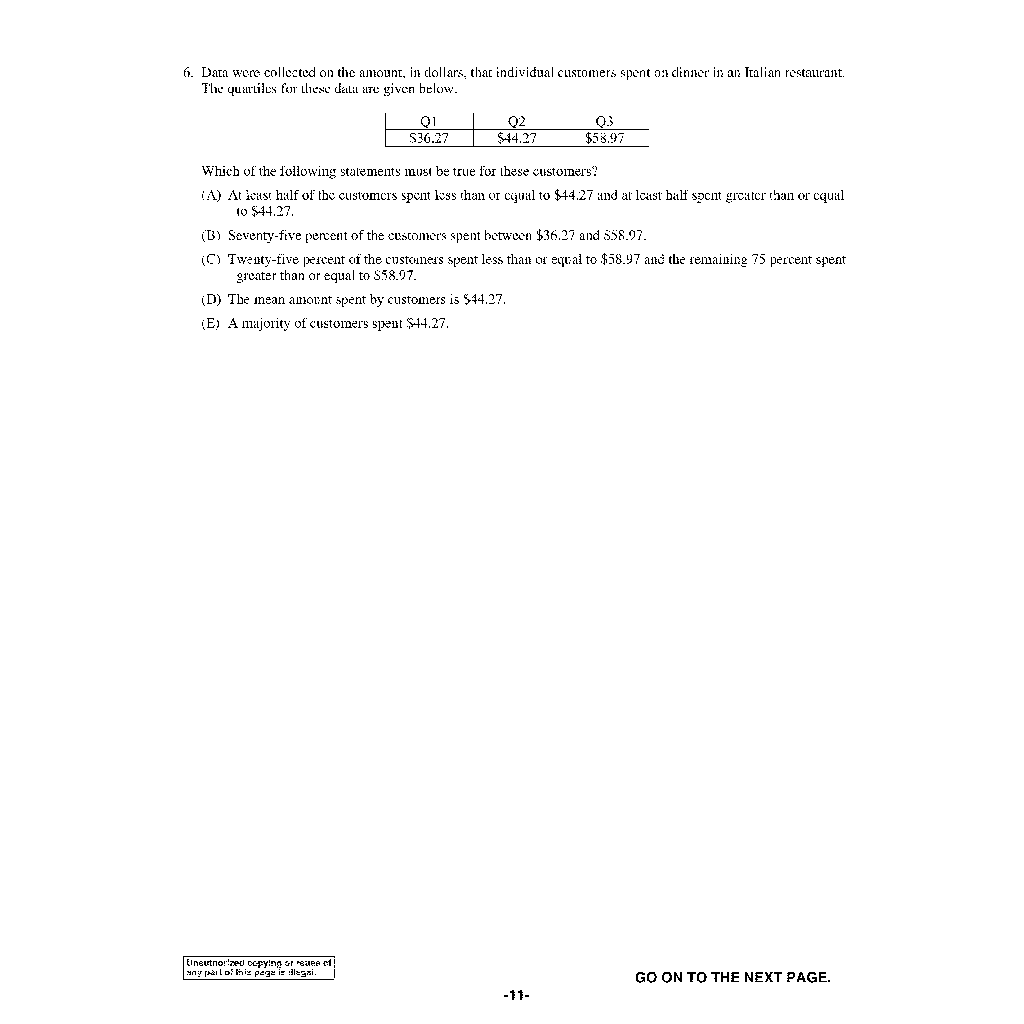 6. Data were collected on the amount, in dollars, that individual customers spent on dinner in an Italian restaurant.
The quartiles for these data are given below.
Q1 Q2 Q3
$36.27 $44.27 $58.97
Which of the following statements must be true for these customers?
(A) At least half of the customers spent less than or equal to $44.27 and at least half spent greater than or equal
to $44.27.
(B) Seventy-five percent of the customers spent between $36.27 and $58.97.
(C) Twenty-five percent of the customers spent less than or equal to $58.97 and the remaining 75 percent spent
greater than or equal to $58.97.
(D) The mean amount spent by customers is $44.27.
(E) A majority of customers spent $44.27.
Unauthorized copying or reuse of
any part of this page is illegal.
GO ON TO THE NEXT PAGE.
-11-